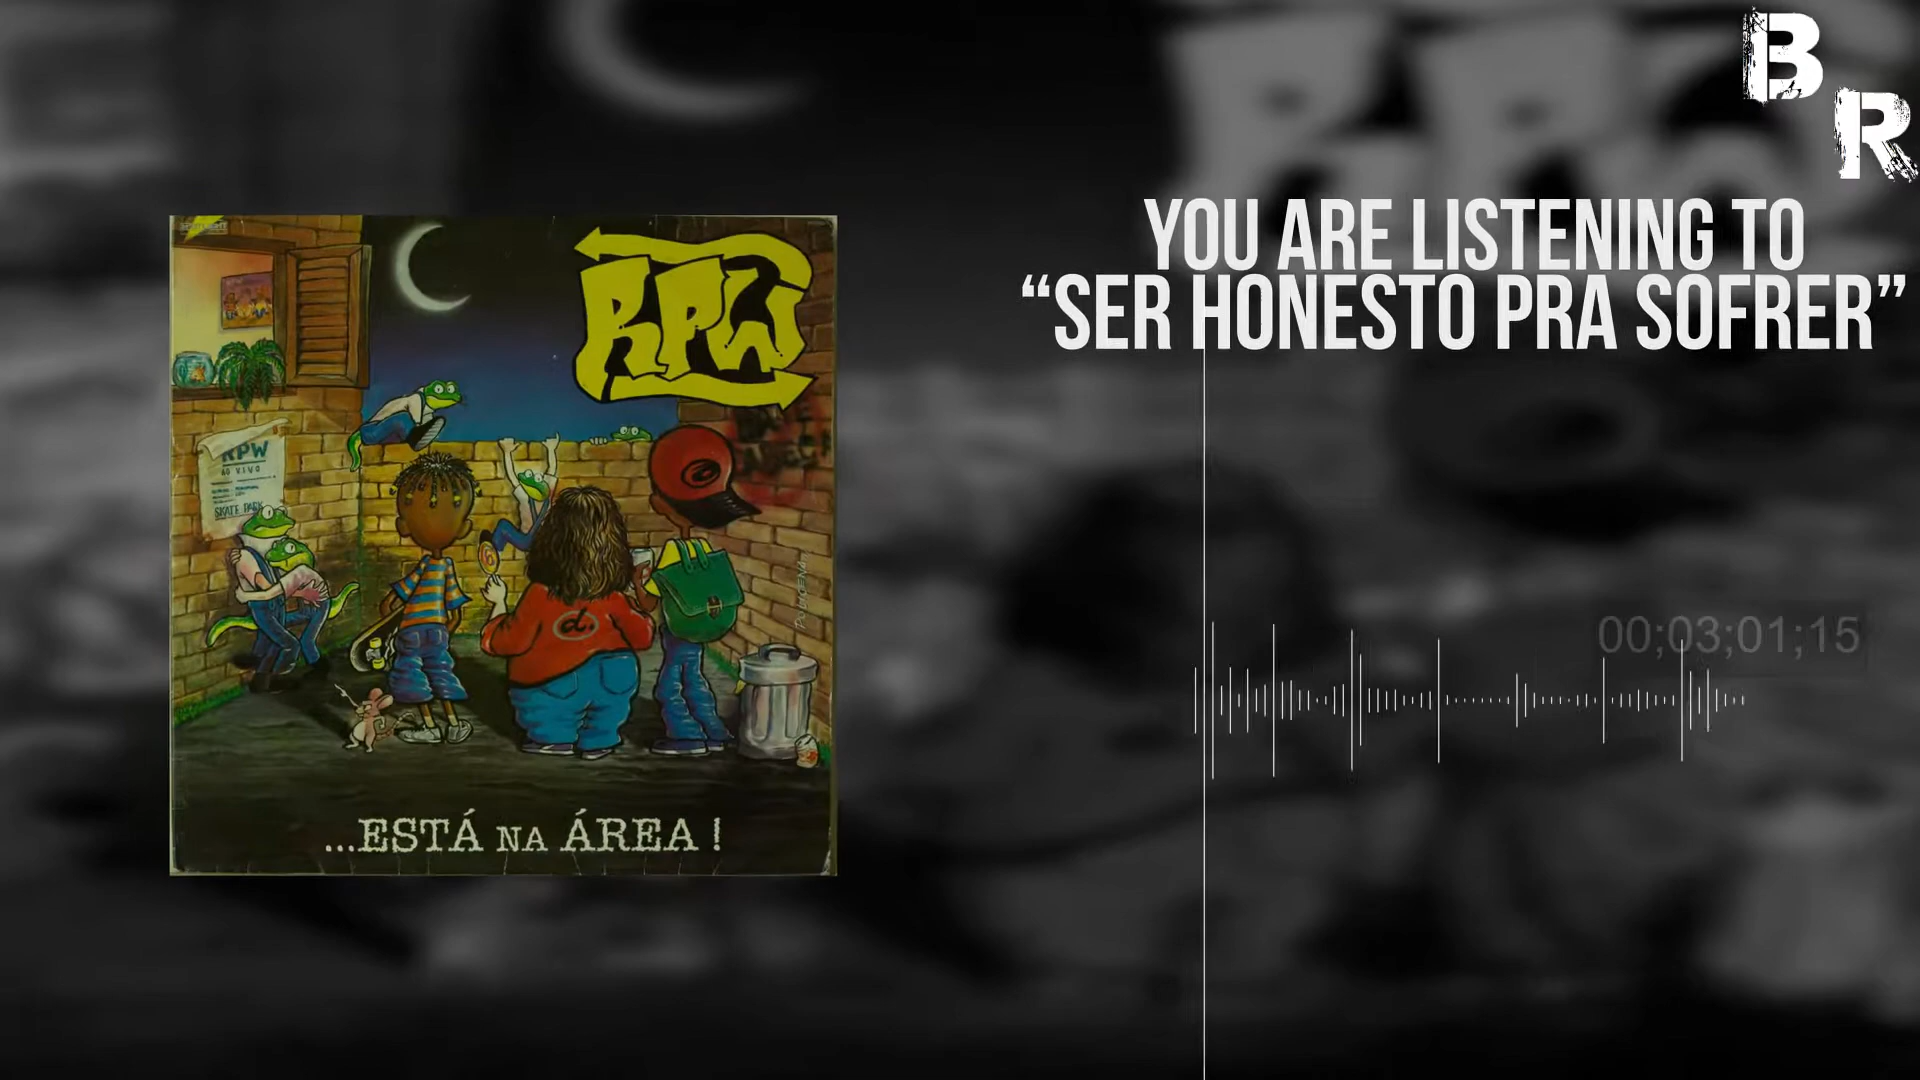 B
R
YOU ARE LISTENING TO
“SER HONESTO PRA SOFRER”
RPW
RPW
AO VIVO
SKATE PARK
d.
00;03;01;15
...ESTÁ NA ÁREA !